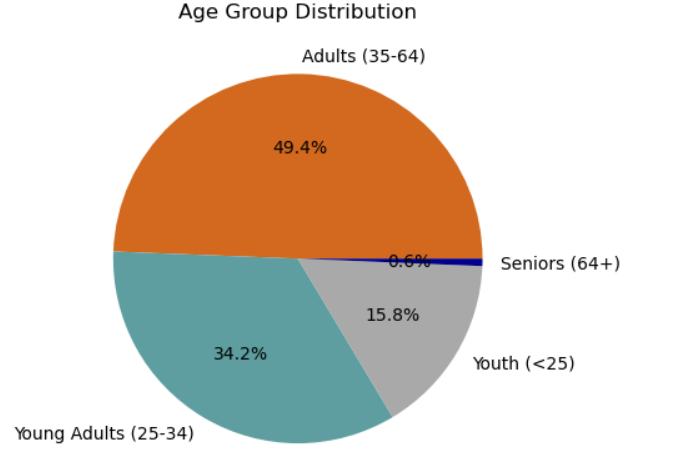 Age Group Distribution
Adults (35-64)
49.4%
0.6%
Seniors (64+)
15.8%
34.2%
Youth (<25)
Young Adults (25-34)